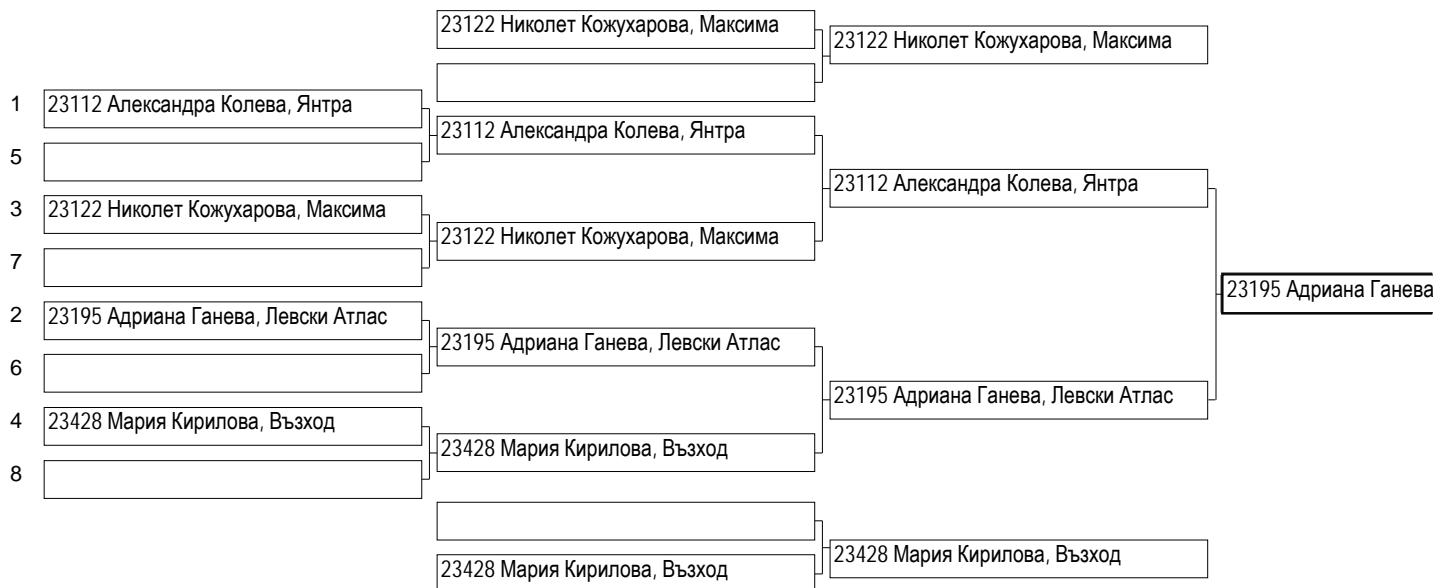 23122 Николет Кожухарова, Максима
23122 Николет Кожухарова, Максима
1 23112 Александра Колева, Янтра
23112 Александра Колева, Янтра
5
23112 Александра Колева, Янтра
3 23122 Николет Кожухарова, Максима
23122 Николет Кожухарова, Максима
7
23195 Адриана Ганева
2 23195 Адриана Ганева, Левски Атлас
23195 Адриана Ганева, Левски Атлас
6
23195 Адриана Ганева, Левски Атлас
4 23428 Мария Кирилова, Възход
23428 Мария Кирилова, Възход
8
23428 Мария Кирилова, Възход
23428 Мария Кирилова, Възход